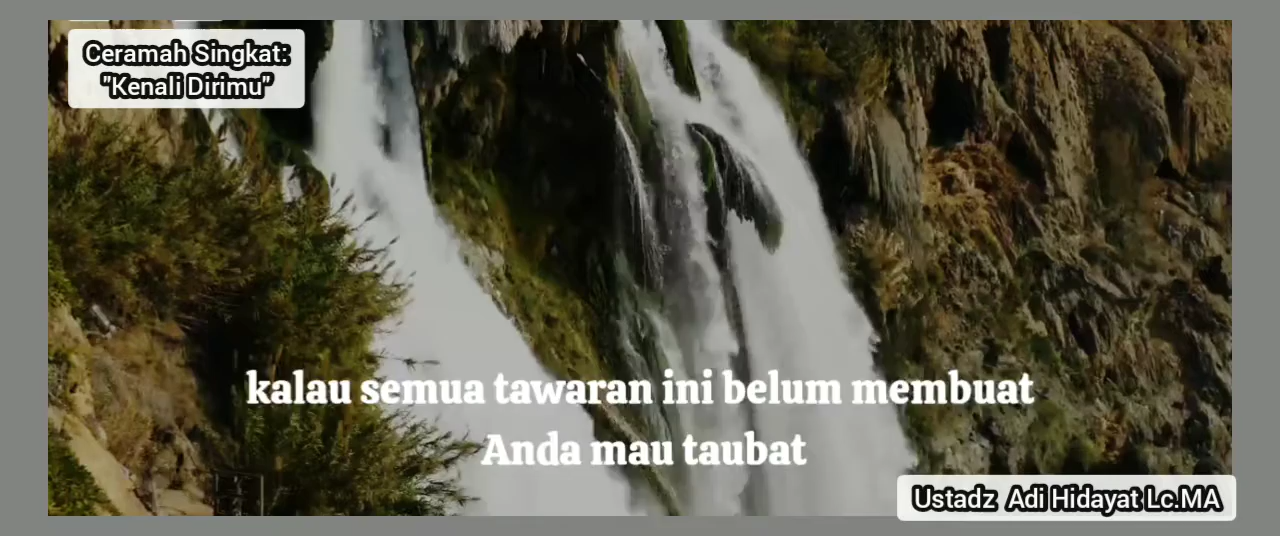 Ceramah Singkat:
"Kenali Dirimu"
kalau semua tawaran ini belum membuat
Anda mau taubat
Ustadz Adi Hidayat Lc.MA